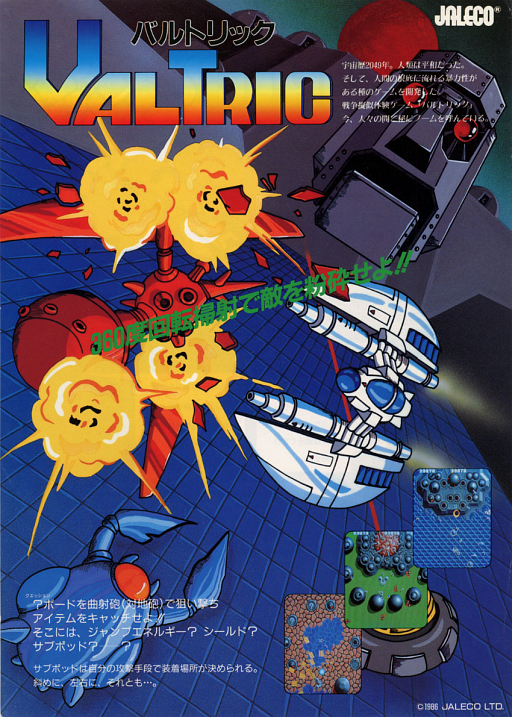 バルトリック
JALECO®
VALTRIC
宇宙歴2049年。人類は平和だった。
そして、人間の根底に流れる暴力性が
ある種のゲームを開発した。
戦争擬似体験ゲーム「バルトリック」
今、人々の間で秘にブームを呼んでいる。
360度回転掃射で敵を粉砕せよ!!
クエッション
?ボードを曲射砲(対地砲)で狙い撃ち
アイテムをキャッチせよ!!
そこには、ジャンプエネルギー? シールド?
サブポッド? ?
サブポッドは自分の攻撃手段で装着場所が決められる。
斜めに、左右に、それとも…。
©1986 JALECO LTD.